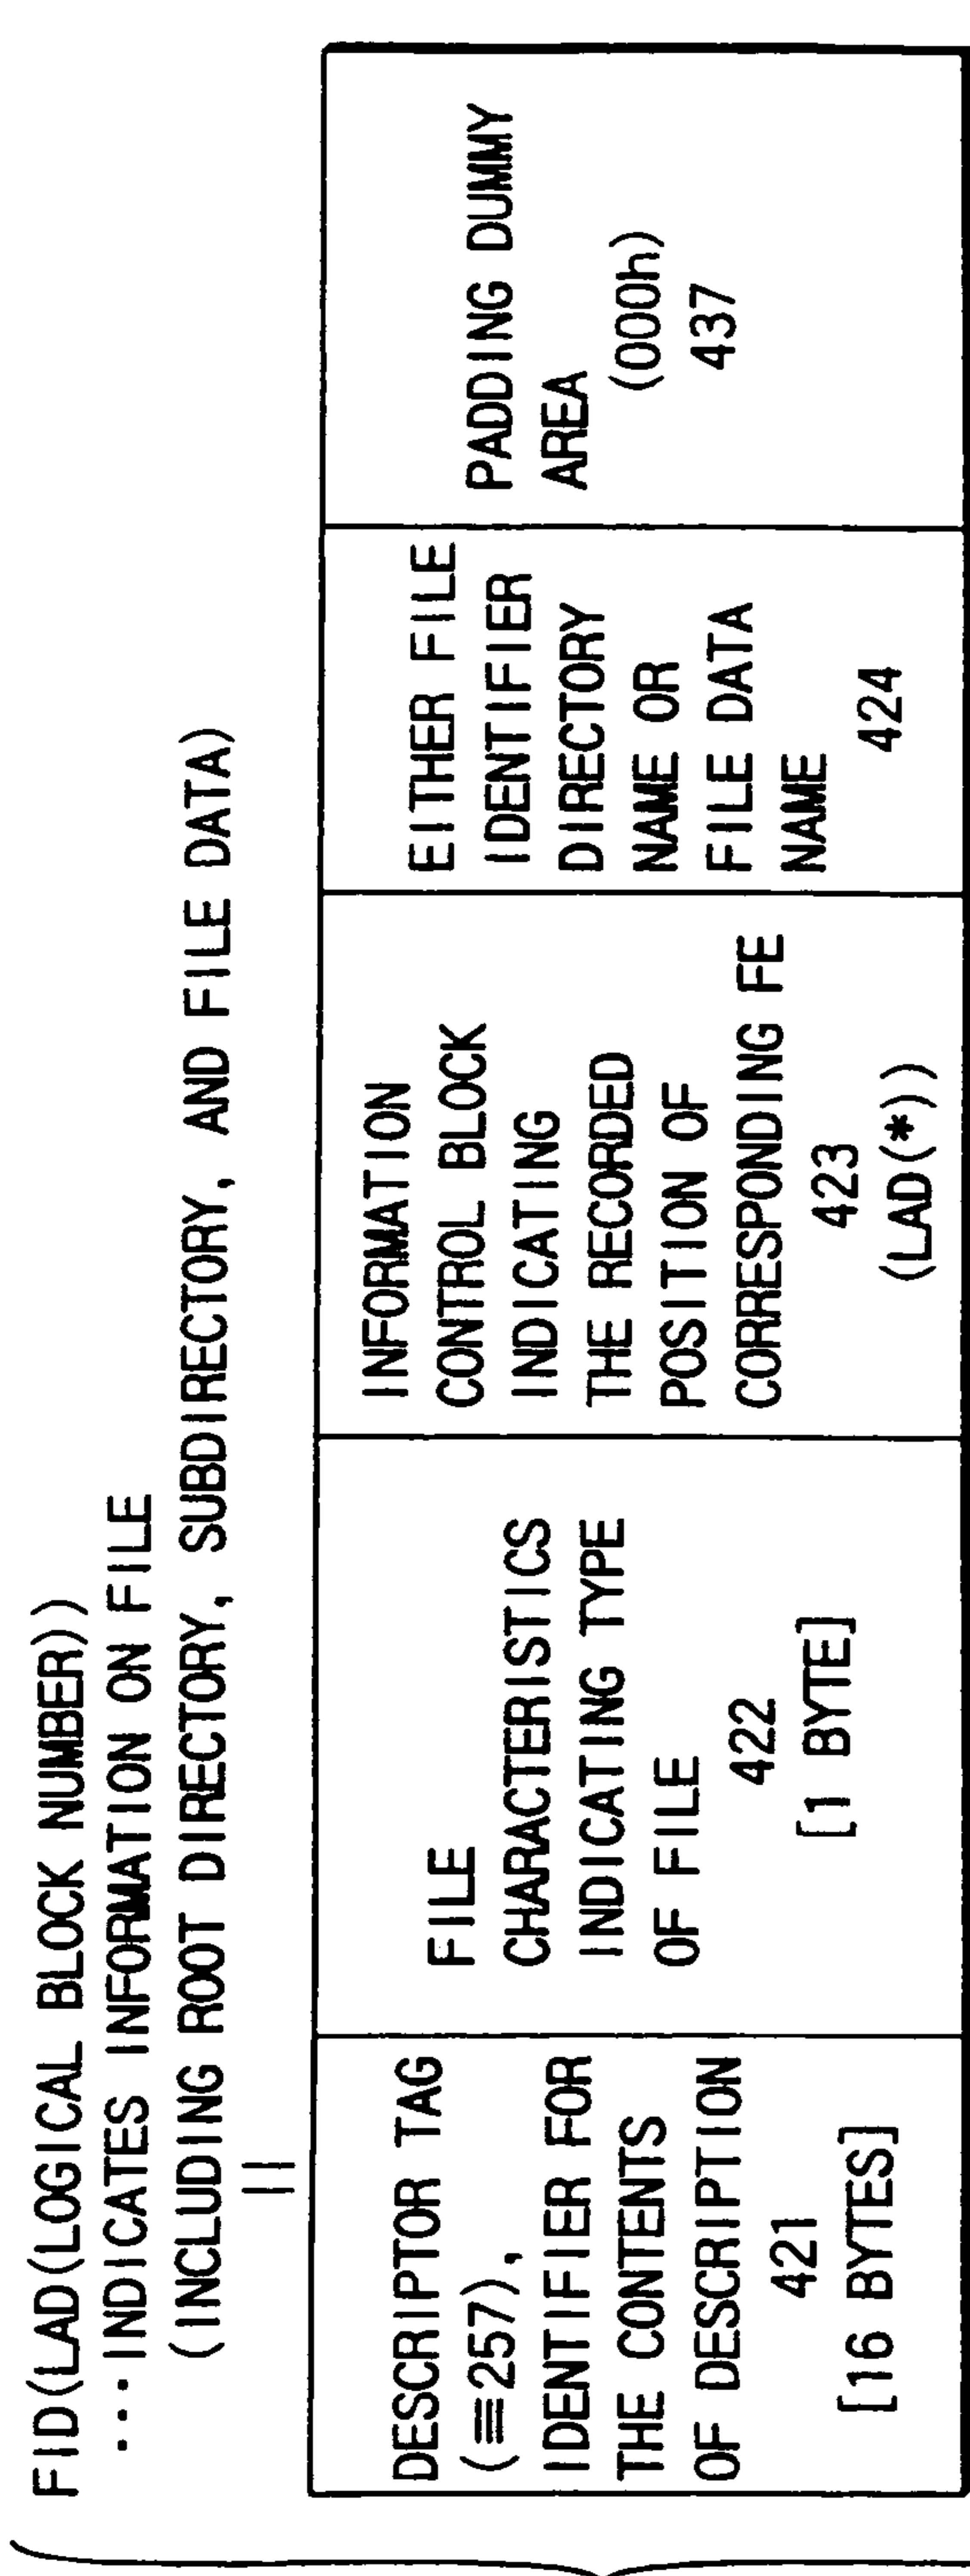 FID(LAD(LOGICAL BLOCK NUMBER))
···INDICATES INFORMATION ON FILE
(INCLUDING ROOT DIRECTORY, SUBDIRECTORY, AND FILE DATA)
||
DESCRIPTOR TAG
(≡257),
IDENTIFIER FOR
THE CONTENTS
OF DESCRIPTION
421
[16 BYTES]
FILE
CHARACTERISTICS
INDICATING TYPE
OF FILE
422
[1 BYTE]
INFORMATION
CONTROL BLOCK
INDICATING
THE RECORDED
POSITION OF
CORRESPONDING FE
423
(LAD(*))
EITHER FILE
IDENTIFIER
DIRECTORY
NAME OR
FILE DATA
NAME
424
PADDING DUMMY
AREA
(000h)
437